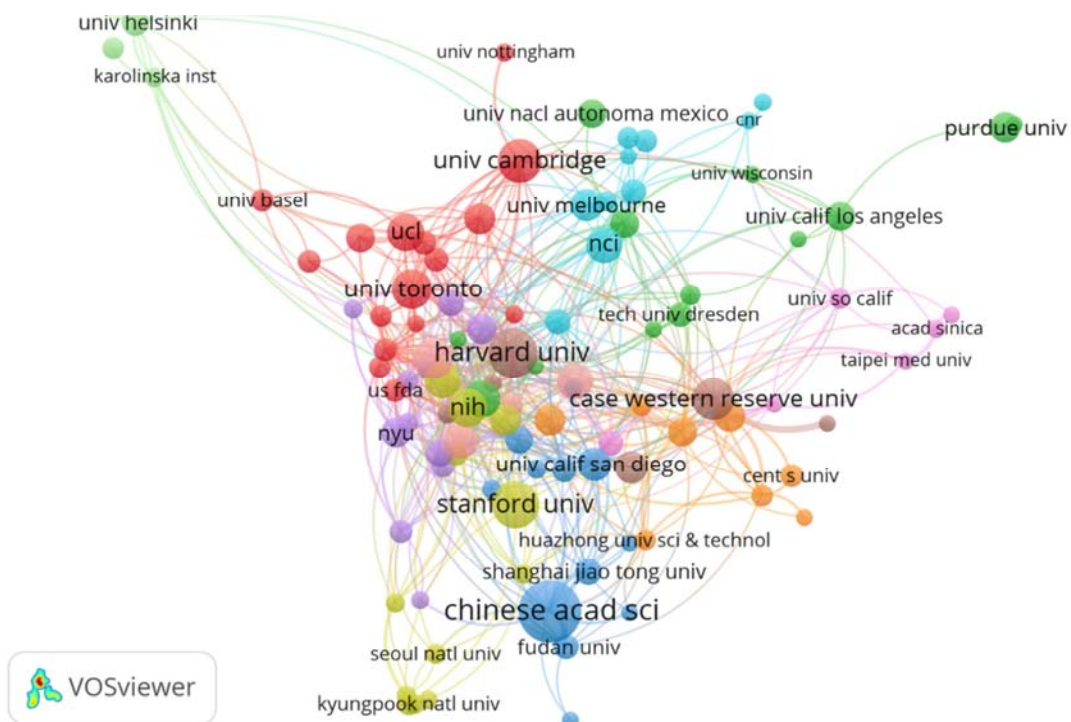 univ helsinki
univ nottingham
karolinska inst
univ nacl autonoma mexico
cnr
purdue univ
univ cambridge
univ wisconsin
univ basel
univ melbourne
univ calif los angeles
ucl
nci
univ toronto
univ so calif
tech univ dresden
acad sinica
harvard univ
taipei med univ
us fda
case western reserve univ
nih
nyu
univ calif san diego
cent s univ
stanford univ
huazhong univ sci & technol
shanghai jiao tong univ
chinese acad sci
fudan univ
seoul natl univ
VOSviewer
kyungpook natl univ